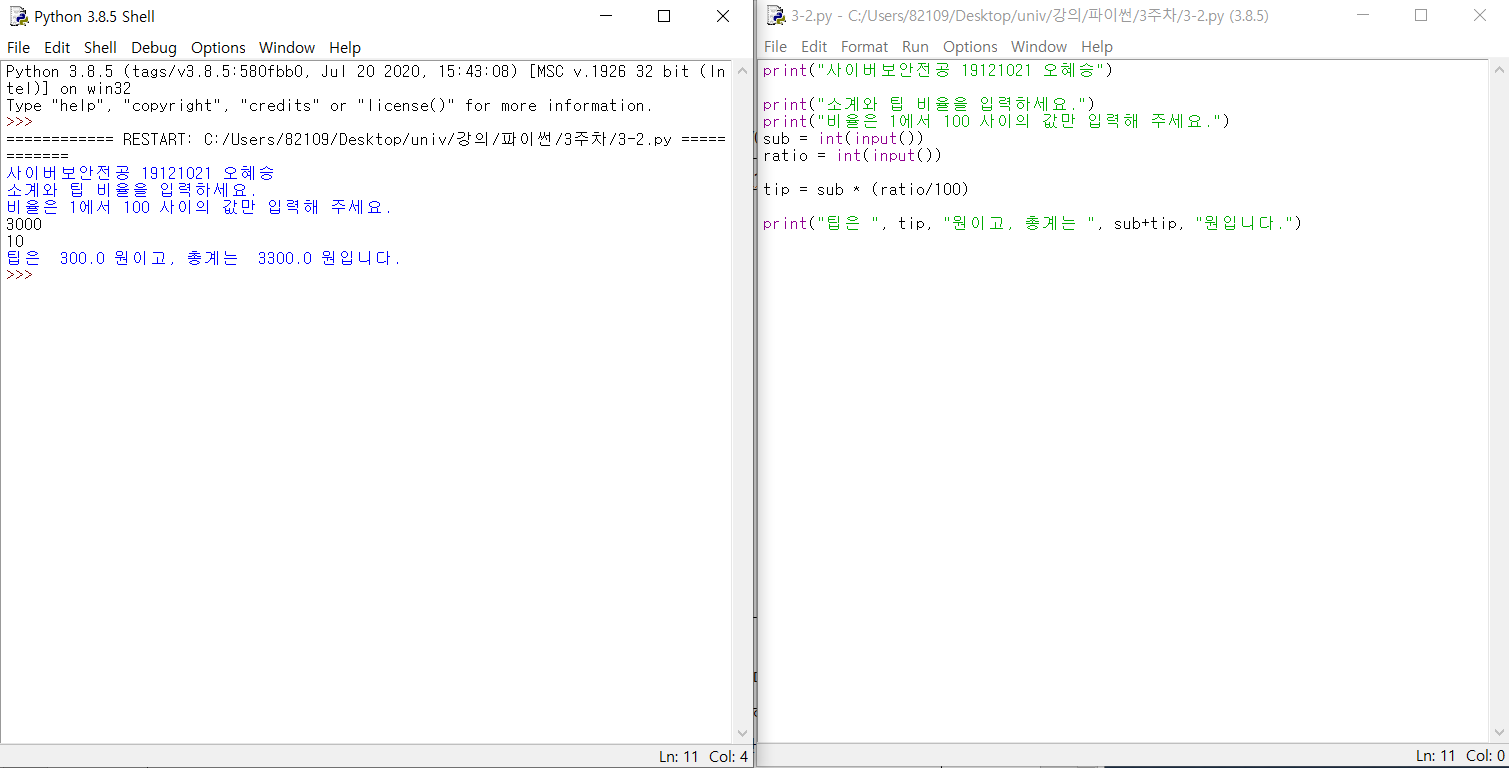 Python 3.8.5 Shell
File Edit Shell Debug Options Window Help
Python 3.8.5 (tags/v3.8.5:580fbb0, Jul 20 2020, 15:43:08) [MSC v.1926 32 bit (In
tel)] on win32
Type "help", "copyright", "credits" or "license()" for more information.
>>>
============ RESTART: C:/Users/82109/Desktop/univ/강의/파이썬/3주차/3-2.py =====
=======
사이버보안전공 19121021 오혜승
소계와 팁 비율을 입력하세요.
비율은 1에서 100 사이의 값만 입력해 주세요.
3000
10
팁은  300.0 원이고, 총계는  3300.0 원입니다.
>>>
Ln: 11 Col: 4
3-2.py - C:/Users/82109/Desktop/univ/강의/파이썬/3주차/3-2.py (3.8.5)
File Edit Format Run Options Window Help
print("사이버보안전공 19121021 오혜승")
print("소계와 팁 비율을 입력하세요.")
print("비율은 1에서 100 사이의 값만 입력해 주세요.")
sub = int(input())
ratio = int(input())
tip = sub * (ratio/100)
print("팁은 ", tip, "원이고, 총계는 ", sub+tip, "원입니다.")
Ln: 11 Col: 0